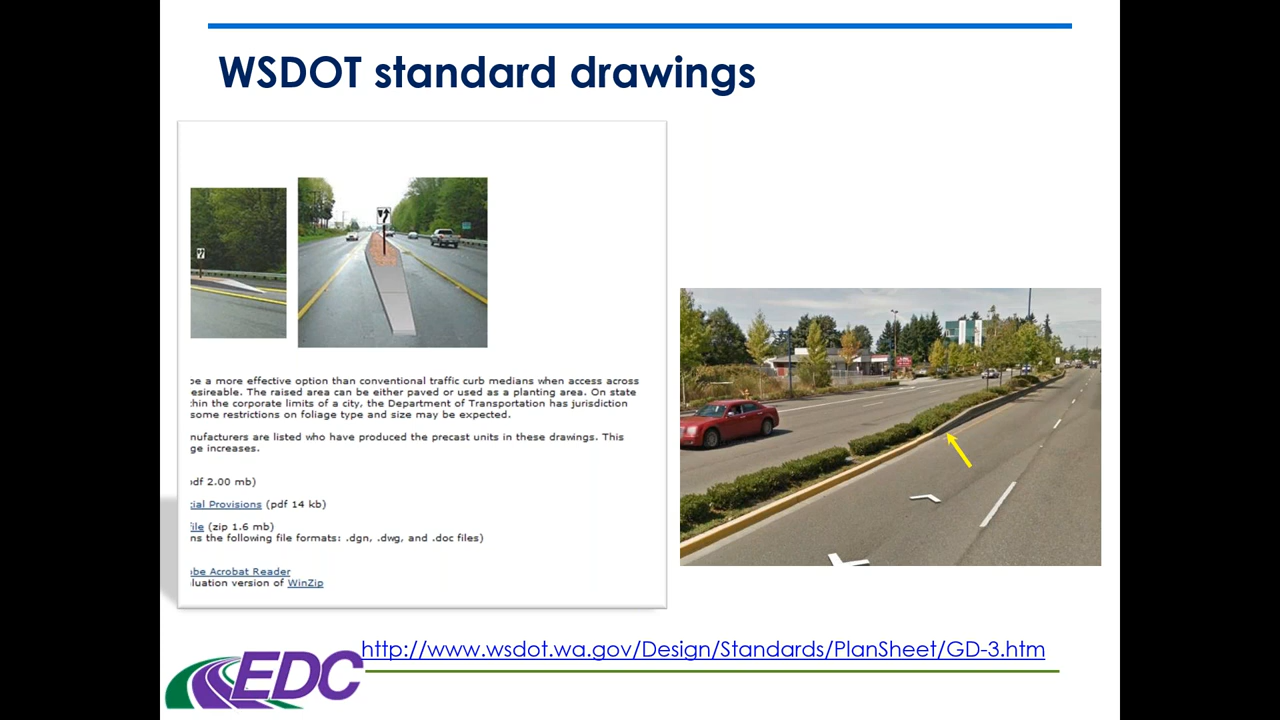 WSDOT standard drawings
be a more effective option than conventional traffic curb medians when access across
esireable. The raised area can be either paved or used as a planting area. On state
hin the corporate limits of a city, the Department of Transportation has jurisdiction
some restrictions on foliage type and size may be expected.
nufacturers are listed who have produced the precast units in these drawings. This
ge increases.
df 2.00 mb)
ial Provisions (pdf 14 kb)
file (zip 1.6 mb)
ns the following file formats: .dgn, .dwg, and .doc files)
be Acrobat Reader
luation version of WinZip
http://www.wsdot.wa.gov/Design/Standards/PlanSheet/GD-3.htm
EDC